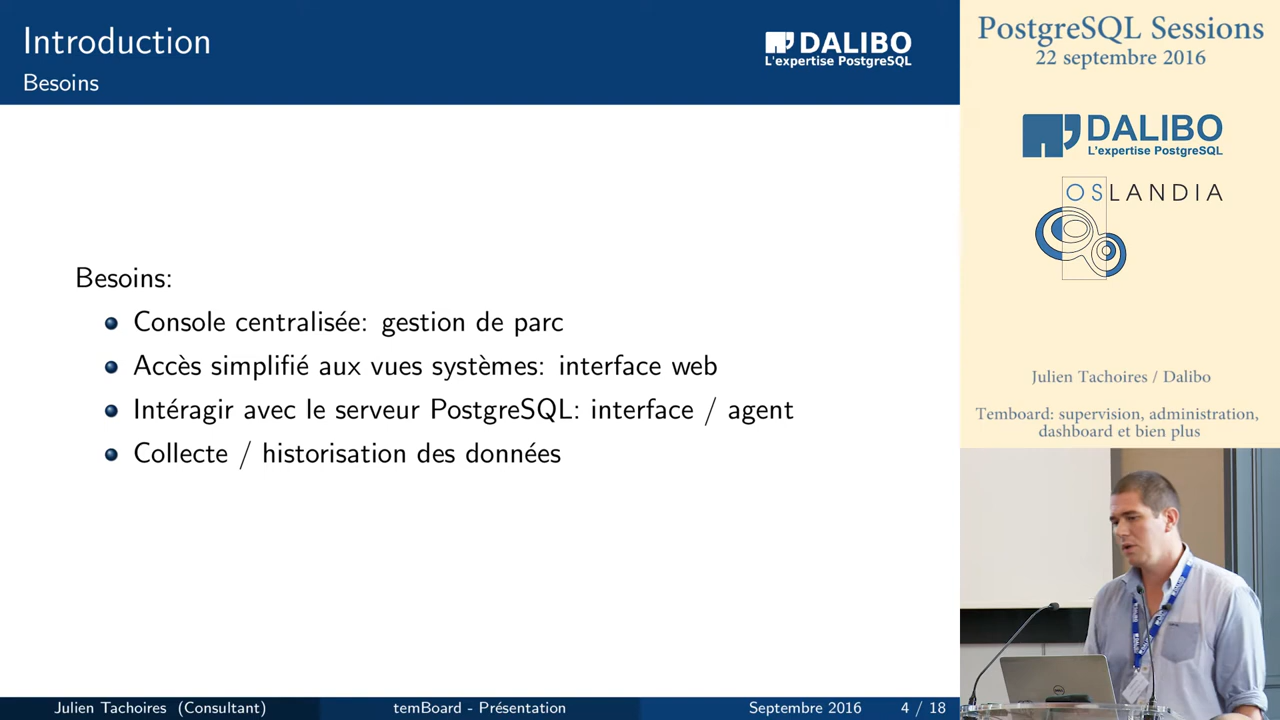 Introduction
Besoins
DALIBO
L'expertise PostgreSQL
Besoins:
Console centralisée: gestion de parc
Accès simplifié aux vues systèmes: interface web
Intéragir avec le serveur PostgreSQL: interface / agent
Collecte / historisation des données
Julien Tachoires (Consultant)
temBoard - Présentation
Septembre 2016
4 / 18
PostgreSQL Sessions
22 septembre 2016
DALIBO
L'expertise PostgreSQL
OSLANDIA
Julien Tachoires / Dalibo
Temboard: supervision, administration,
dashboard et bien plus
DELL